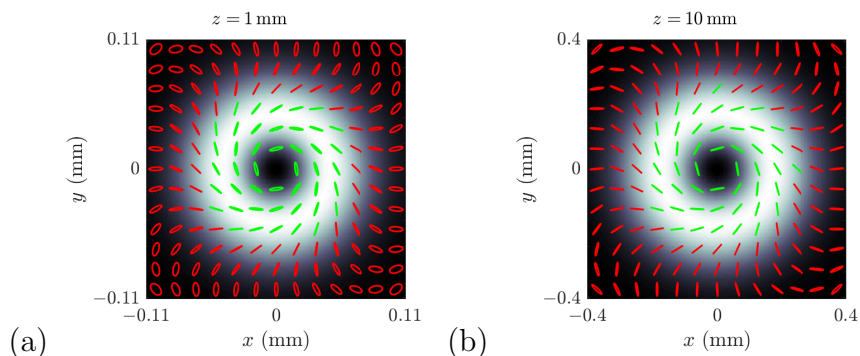 z = 1 mm
0.11
y (mm)
0
−0.11
−0.11 0 0.11
(a) x (mm)
z = 10 mm
0.4
y (mm)
0
−0.4
−0.4 0 0.4
(b) x (mm)